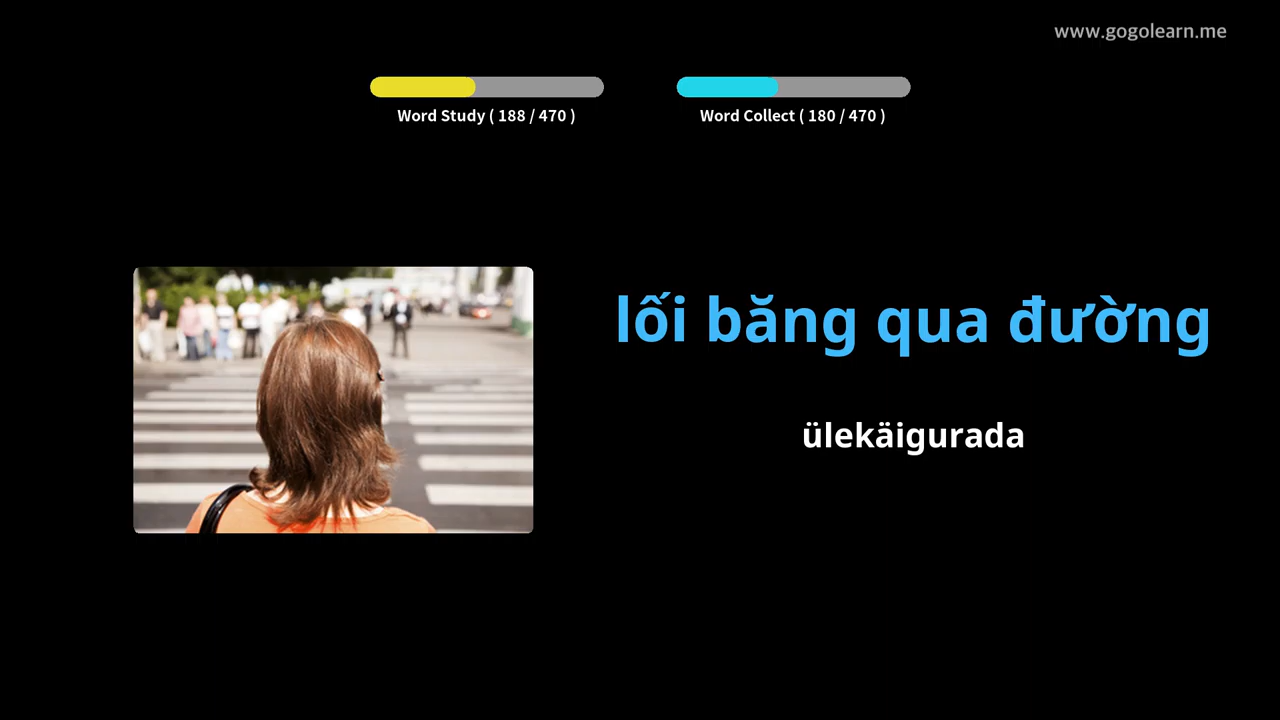 www.gogolearn.me
Word Study ( 188 / 470 )
Word Collect ( 180 / 470 )
lối băng qua đường
ülekäigurada